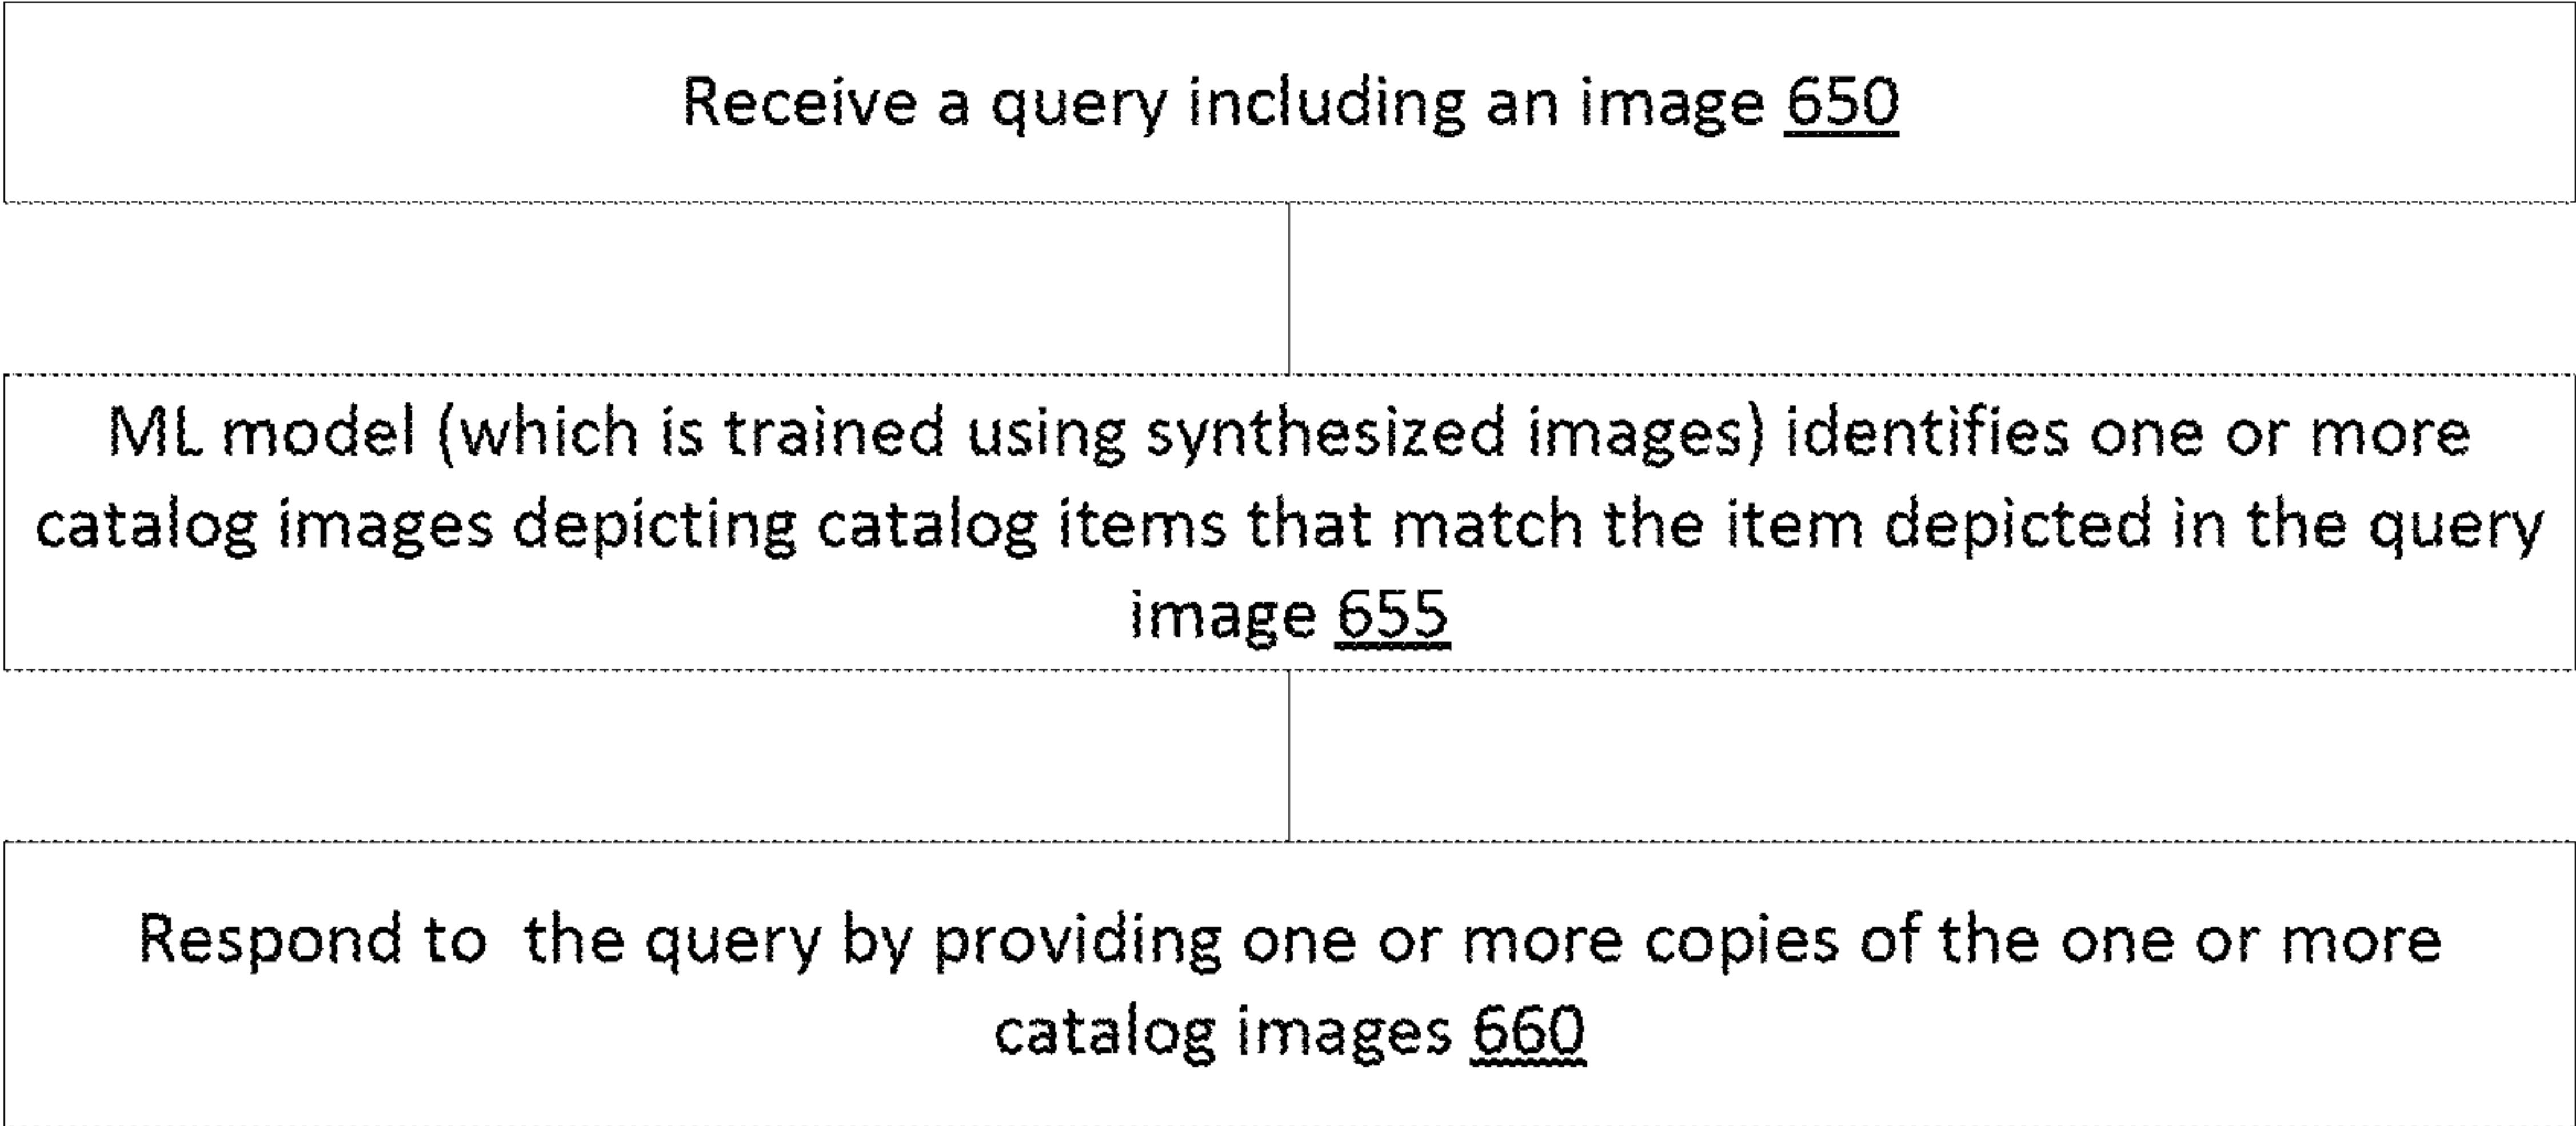 Receive a query including an image 650
ML model (which is trained using synthesized images) identifies one or more
catalog images depicting catalog items that match the item depicted in the query
image 655
Respond to  the query by providing one or more copies of the one or more
catalog images 660